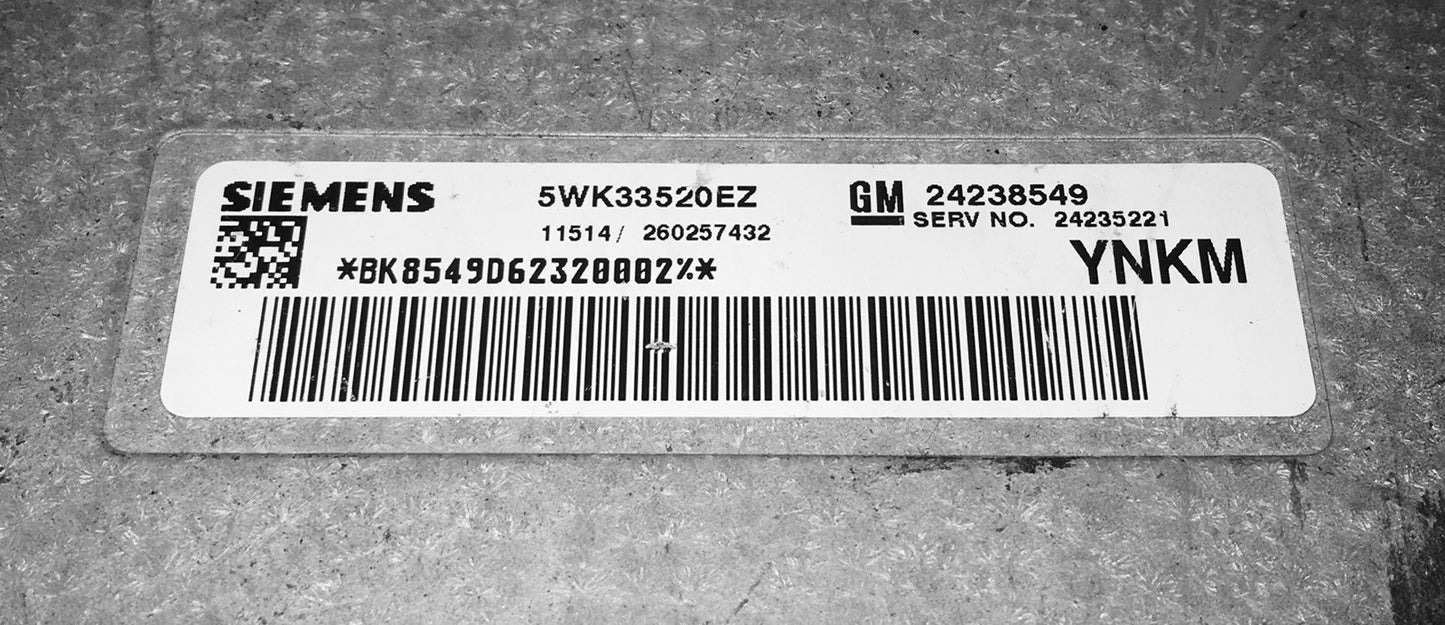 SIEMENS 5WK33520EZ GM 24238549
11514/ 260257432 SERV NO. 24235221
*BK8549D62320002%* YNKM